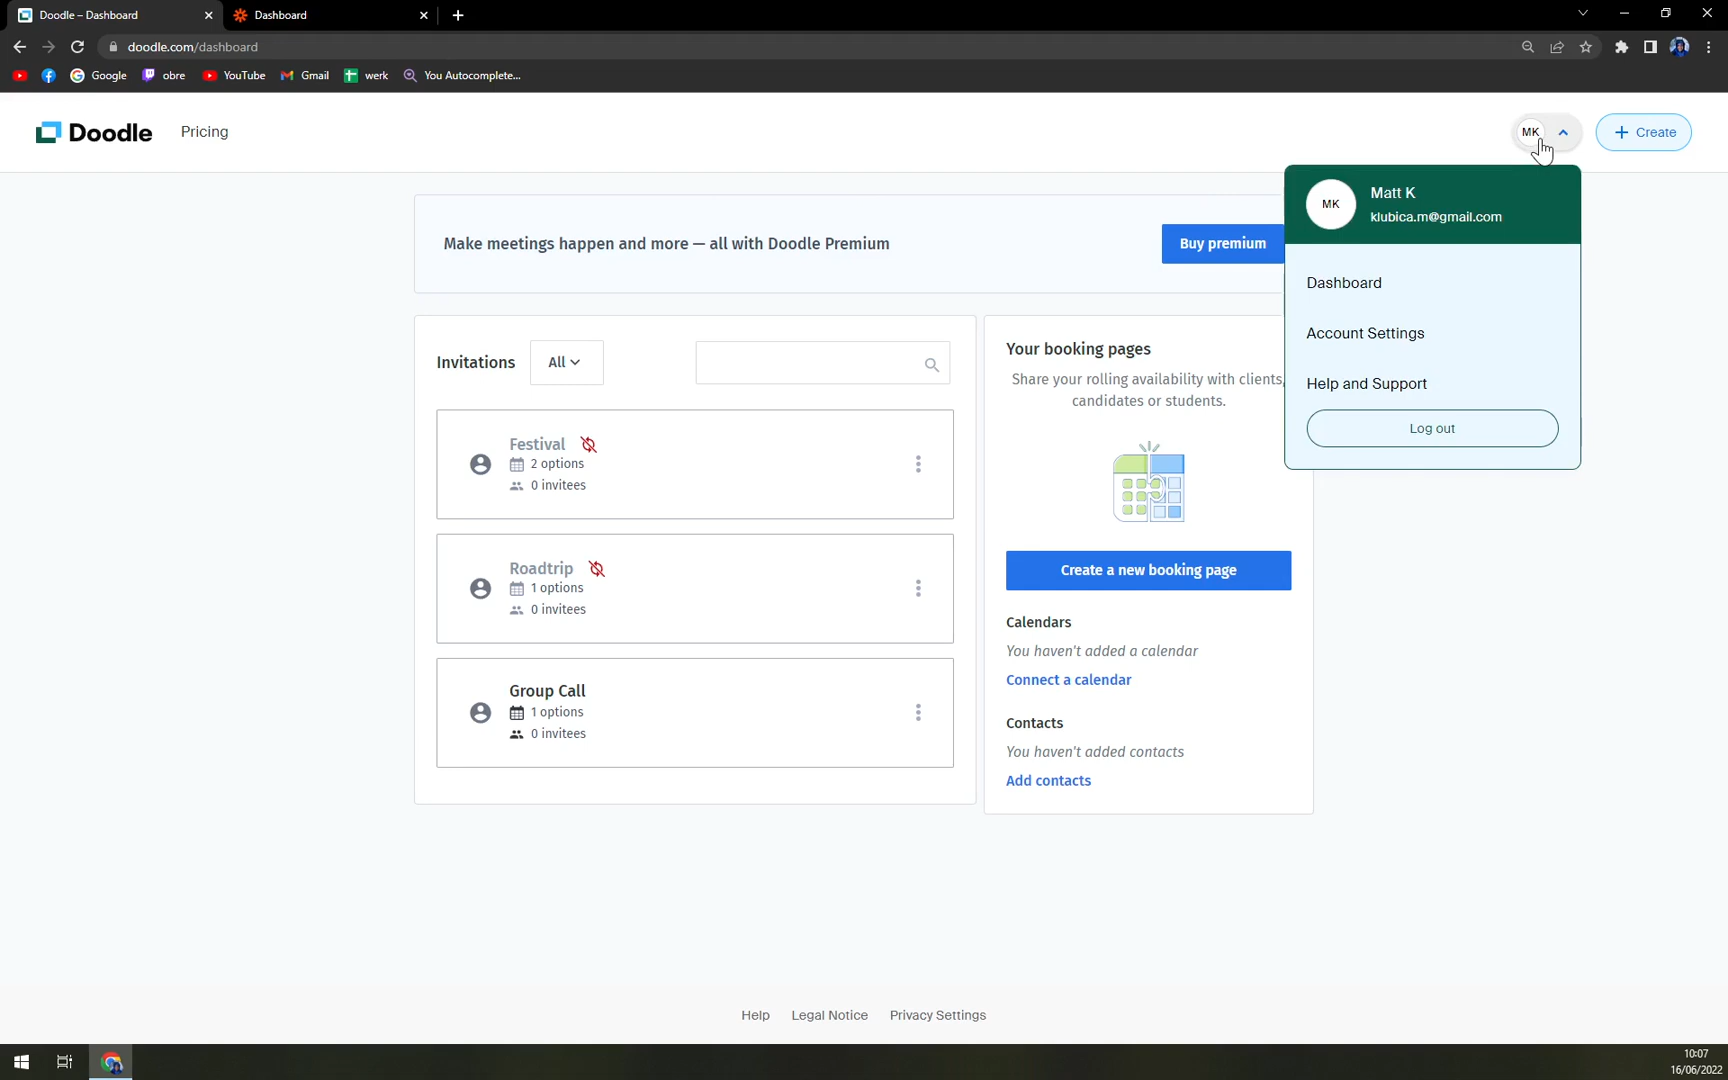 Doodle – Dashboard
Dashboard
doodle.com/dashboard
Google
obre
YouTube
Gmail
werk
You Autocomplete...
Doodle
Pricing
MK
Create
MK
Matt K
klubica.m@gmail.com
Dashboard
Account Settings
Help and Support
Log out
Make meetings happen and more — all with Doodle Premium
Buy premium
Invitations
All
Festival
2 options
0 invitees
Roadtrip
1 options
0 invitees
Group Call
1 options
0 invitees
Your booking pages
Share your rolling availability with clients,
candidates or students.
Create a new booking page
Calendars
You haven't added a calendar
Connect a calendar
Contacts
You haven't added contacts
Add contacts
Help
Legal Notice
Privacy Settings
10:07
16/06/2022